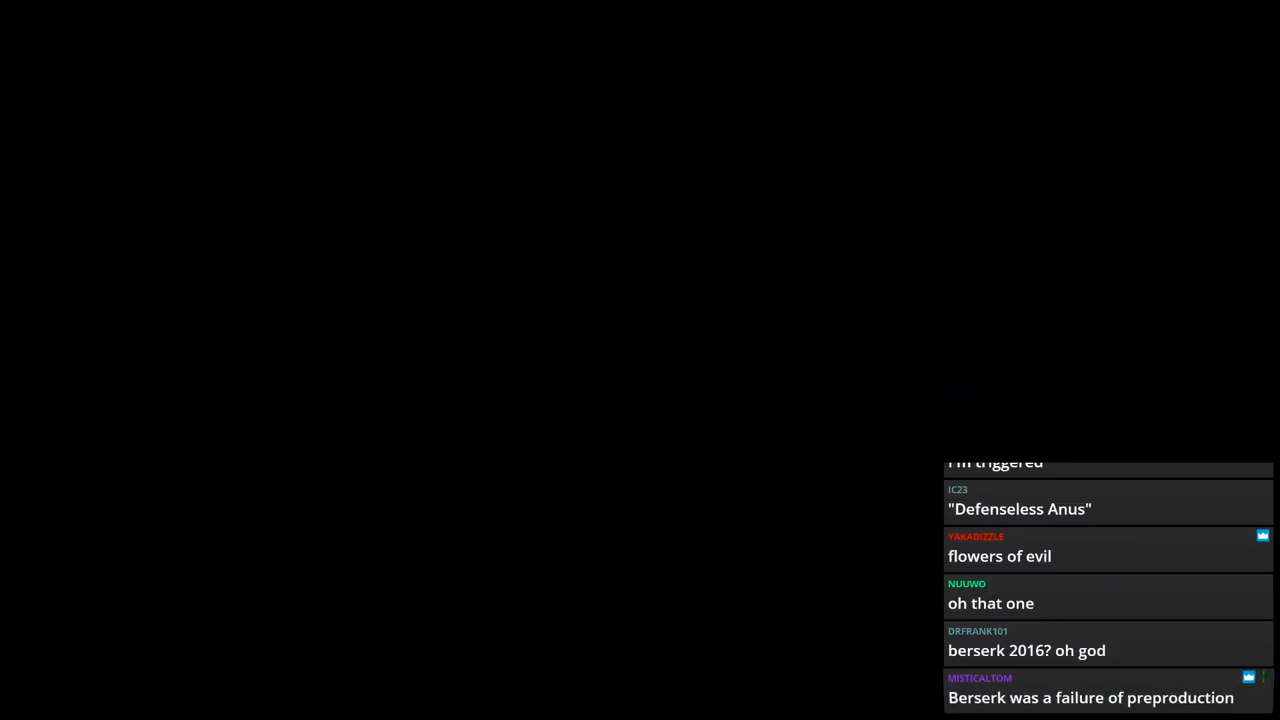 I'm triggered
IC23
"Defenseless Anus"
YAKADIZZLE
flowers of evil
NUUWO
oh that one
DRFRANK101
berserk 2016? oh god
MISTICALTOM
Berserk was a failure of preproduction